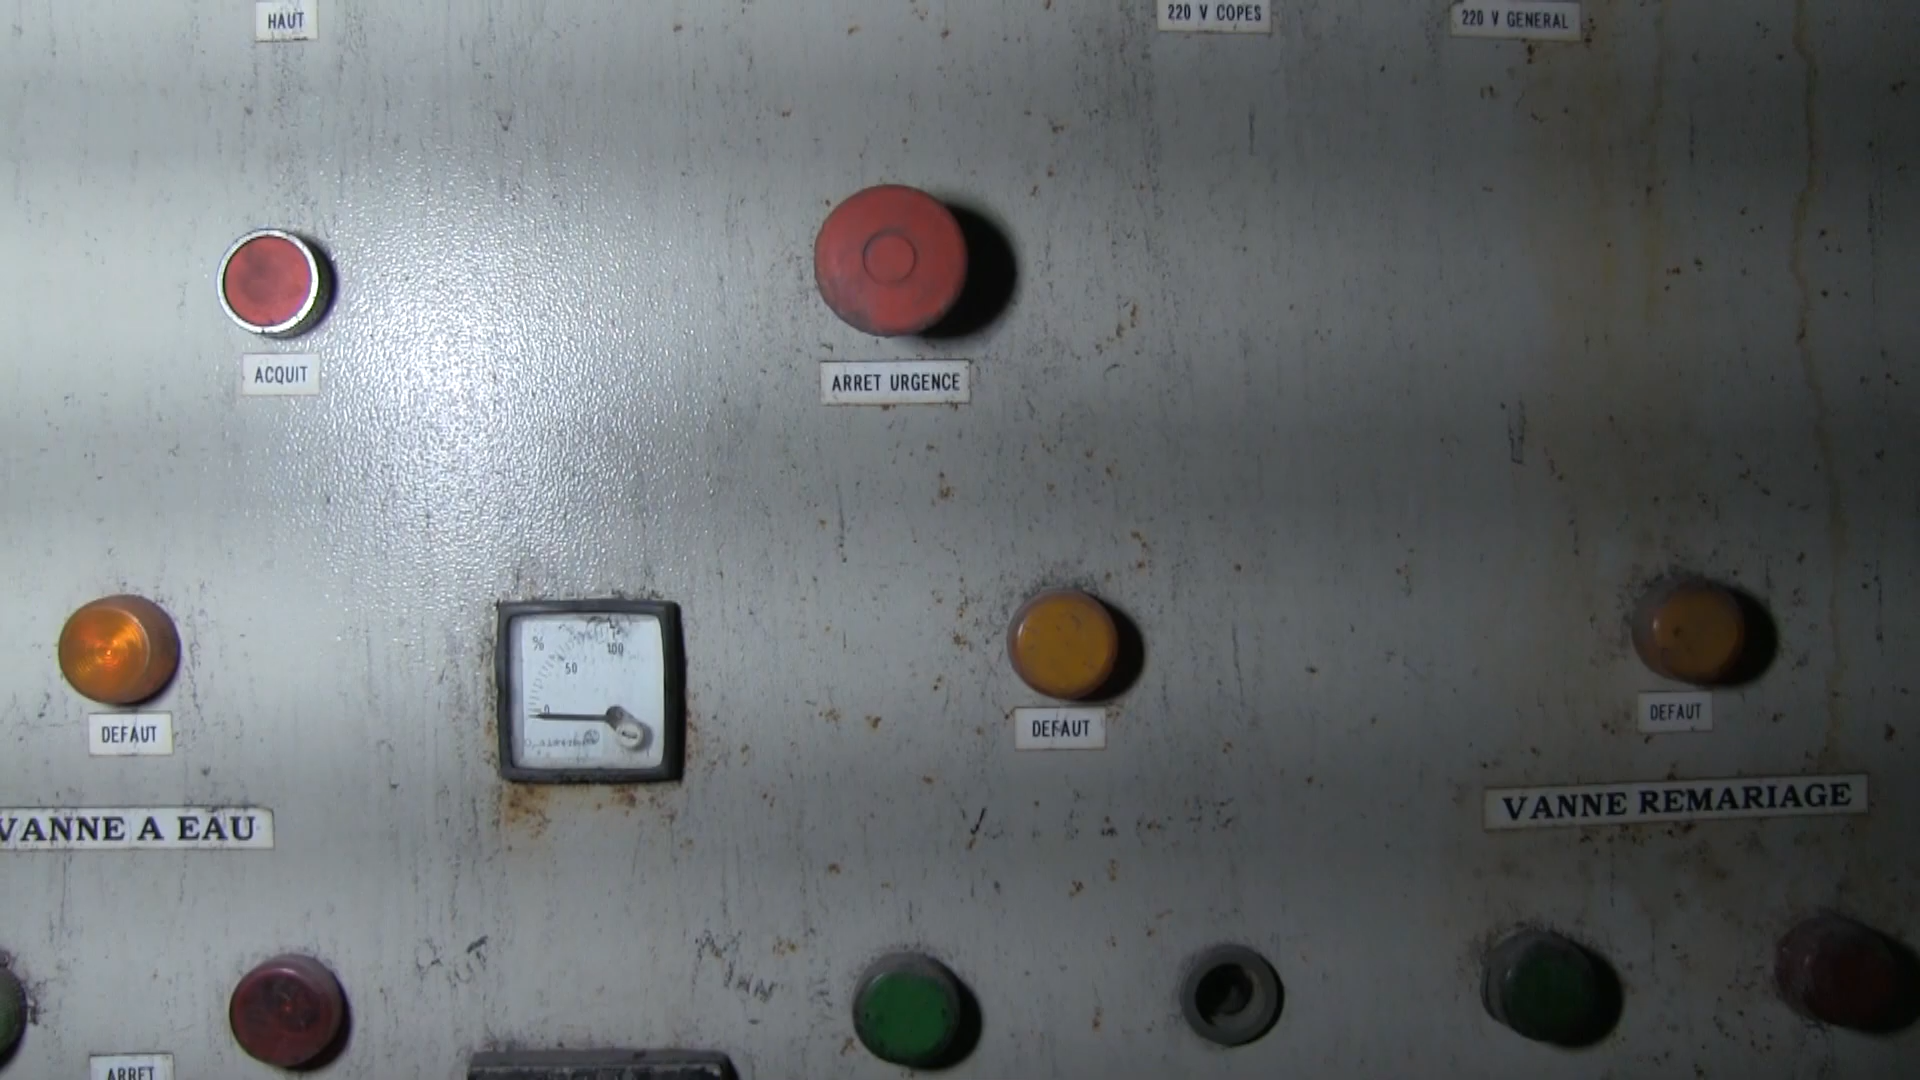 HAUT
220 V COPES
220 V GENERAL
ACQUIT
ARRET URGENCE
%
50
100
0
DEFAUT
DEFAUT
DEFAUT
VANNE A EAU
VANNE REMARIAGE
ARRET